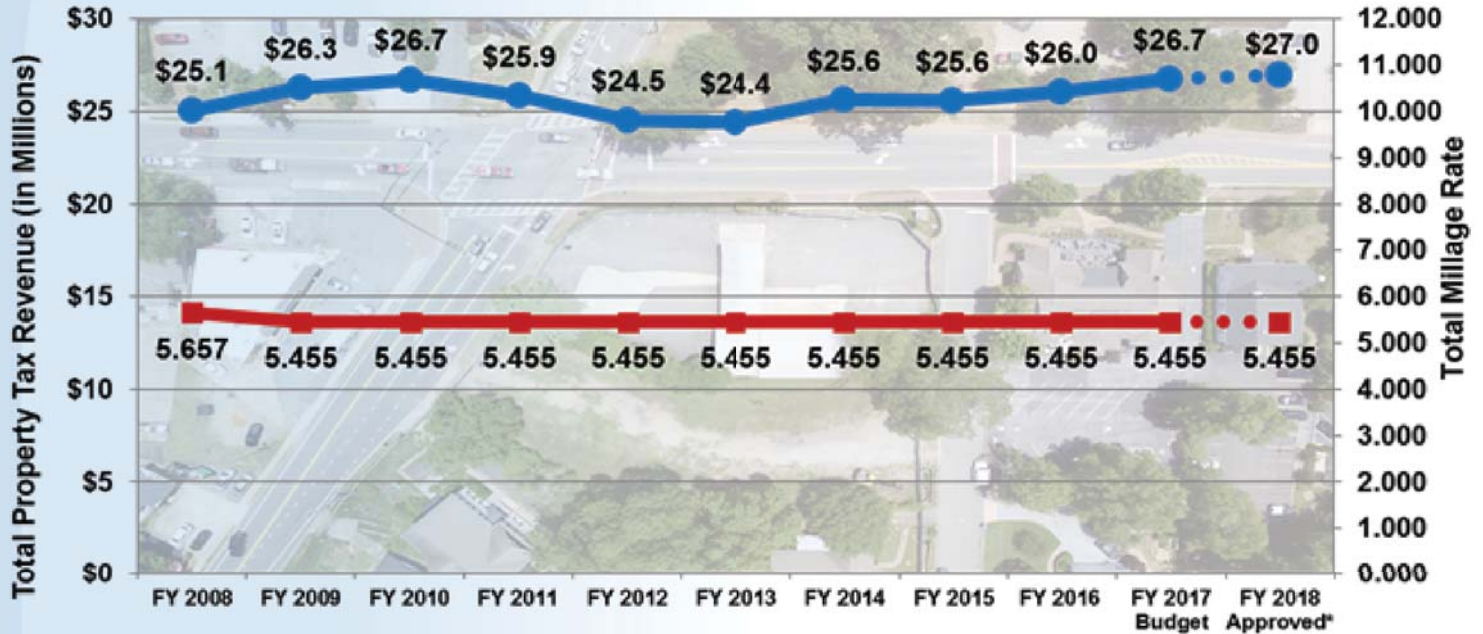 Total Property Tax Revenue (in Millions)
$30
$25
$20
$15
$10
$5
$0
$25.1
$26.3
$26.7
$25.9
$24.5
$24.4
$25.6
$25.6
$26.0
$26.7
$27.0
5.657
5.455
5.455
5.455
5.455
5.455
5.455
5.455
5.455
5.455
5.455
12.000
11.000
10.000
9.000
8.000
7.000
6.000
5.000
4.000
3.000
2.000
1.000
0.000
Total Millage Rate
FY 2008
FY 2009
FY 2010
FY 2011
FY 2012
FY 2013
FY 2014
FY 2015
FY 2016
FY 2017
Budget
FY 2018
Approved*